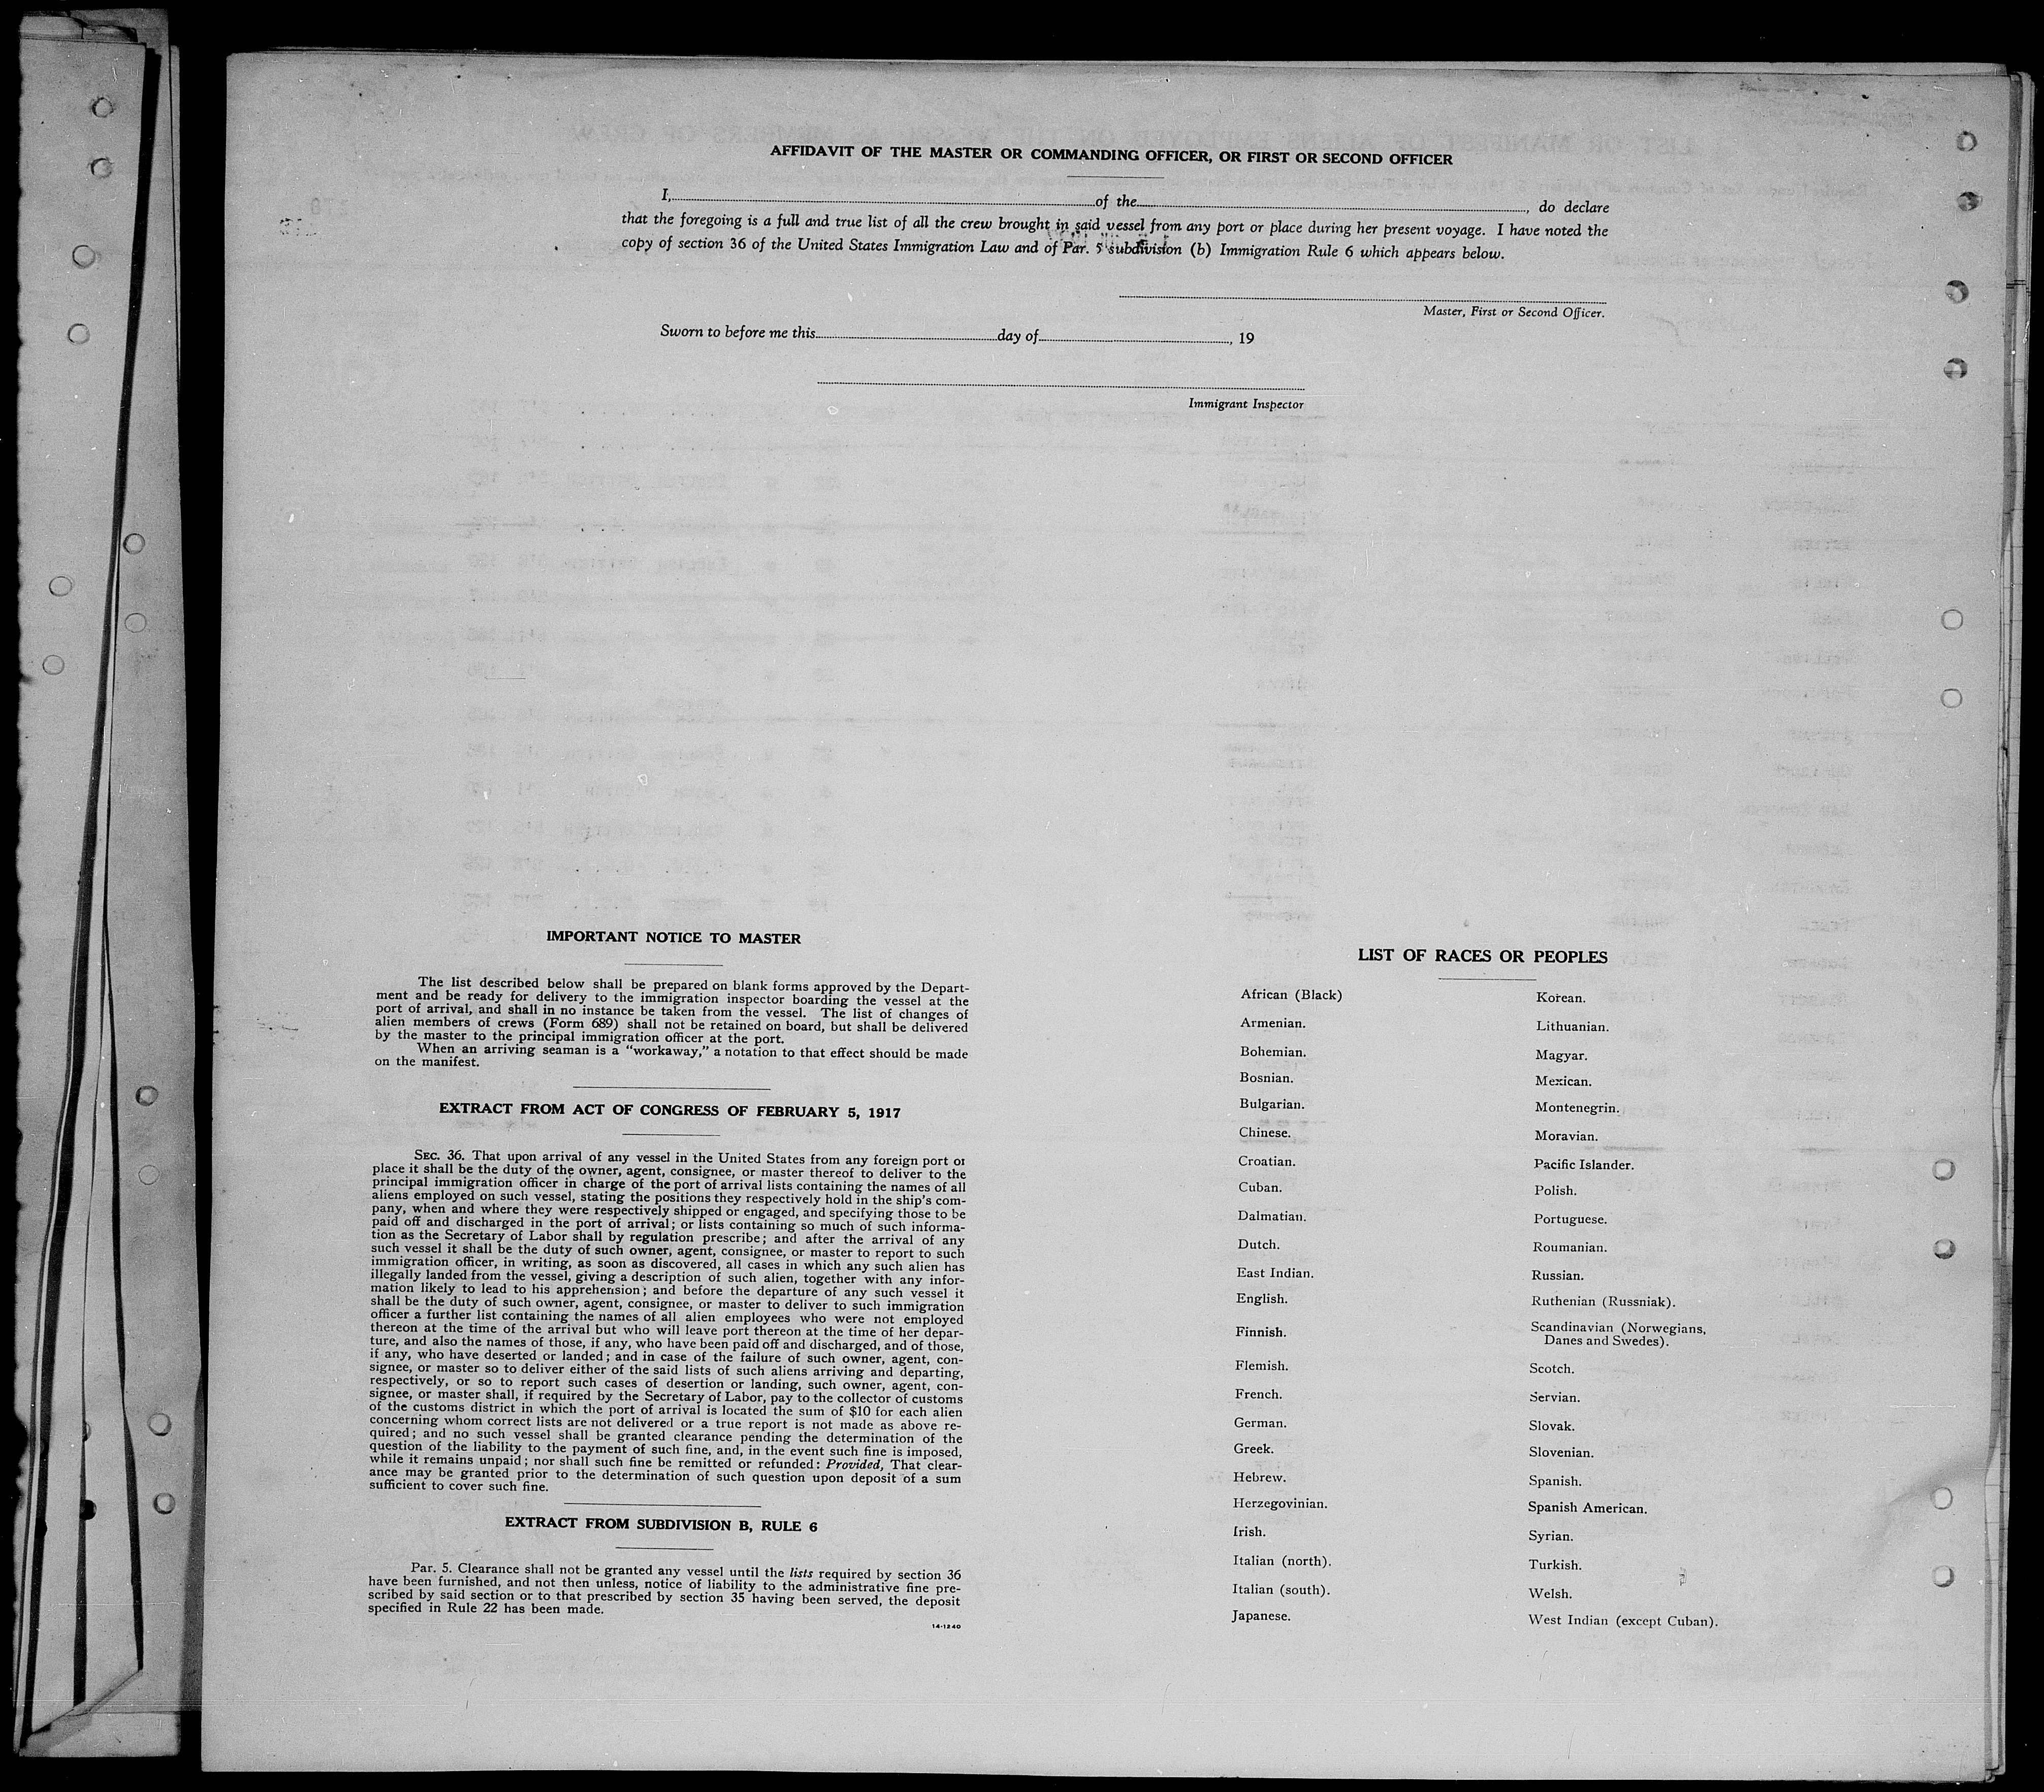 AFFIDAVIT OF THE MASTER OR COMMANDING OFFICER, OR FIRST OR SECOND OFFICER
I, of the , do declare
that the foregoing is a full and true list of all the crew brought in said vessel from any port or place during her present voyage. I have noted the
copy of section 36 of the United States Immigration Law and of Par. 5 subdivision (b) Immigration Rule 6 which appears below.
Master, First or Second Officer.
Sworn to before me this day of , 19
Immigrant Inspector
IMPORTANT NOTICE TO MASTER
The list described below shall be prepared on blank forms approved by the Depart-
ment and be ready for delivery to the immigration inspector boarding the vessel at the
port of arrival, and shall in no instance be taken from the vessel. The list of changes of
alien members of crews (Form 689) shall not be retained on board, but shall be delivered
by the master to the principal immigration officer at the port.
When an arriving seaman is a "workaway," a notation to that effect should be made
on the manifest.
EXTRACT FROM ACT OF CONGRESS OF FEBRUARY 5, 1917
SEC. 36. That upon arrival of any vessel in the United States from any foreign port or
place it shall be the duty of the owner, agent, consignee, or master thereof to deliver to the
principal immigration officer in charge of the port of arrival lists containing the names of all
aliens employed on such vessel, stating the positions they respectively hold in the ship's com-
pany, when and where they were respectively shipped or engaged, and specifying those to be
paid off and discharged in the port of arrival; or lists containing so much of such informa-
tion as the Secretary of Labor shall by regulation prescribe; and after the arrival of any
such vessel it shall be the duty of such owner, agent, consignee, or master to report to such
immigration officer, in writing, as soon as discovered, all cases in which any such alien has
illegally landed from the vessel, giving a description of such alien, together with any infor-
mation likely to lead to his apprehension; and before the departure of any such vessel it
shall be the duty of such owner, agent, consignee, or master to deliver to such immigration
officer a further list containing the names of all alien employees who were not employed
thereon at the time of the arrival but who will leave port thereon at the time of her depar-
ture, and also the names of those, if any, who have been paid off and discharged, and of those,
if any, who have deserted or landed; and in case of the failure of such owner, agent, con-
signee, or master so to deliver either of the said lists of such aliens arriving and departing,
respectively, or so to report such cases of desertion or landing, such owner, agent, con-
signee, or master shall, if required by the Secretary of Labor, pay to the collector of customs
of the customs district in which the port of arrival is located the sum of $10 for each alien
concerning whom correct lists are not delivered or a true report is not made as above re-
quired; and no such vessel shall be granted clearance pending the determination of the
question of the liability to the payment of such fine, and, in the event such fine is imposed,
while it remains unpaid; nor shall such fine be remitted or refunded: Provided, That clear-
ance may be granted prior to the determination of such question upon deposit of a sum
sufficient to cover such fine.
EXTRACT FROM SUBDIVISION B, RULE 6
Par. 5. Clearance shall not be granted any vessel until the lists required by section 36
have been furnished, and not then unless, notice of liability to the administrative fine pre-
scribed by said section or to that prescribed by section 35 having been served, the deposit
specified in Rule 22 has been made.
14-1240
LIST OF RACES OR PEOPLES
African (Black)
Armenian.
Bohemian.
Bosnian.
Bulgarian.
Chinese.
Croatian.
Cuban.
Dalmatian.
Dutch.
East Indian.
English.
Finnish.
Flemish.
French.
German.
Greek.
Hebrew.
Herzegovinian.
Irish.
Italian (north).
Italian (south).
Japanese.
Korean.
Lithuanian.
Magyar.
Mexican.
Montenegrin.
Moravian.
Pacific Islander.
Polish.
Portuguese.
Roumanian.
Russian.
Ruthenian (Russniak).
Scandinavian (Norwegians,
Danes and Swedes).
Scotch.
Servian.
Slovak.
Slovenian.
Spanish.
Spanish American.
Syrian.
Turkish.
Welsh.
West Indian (except Cuban).